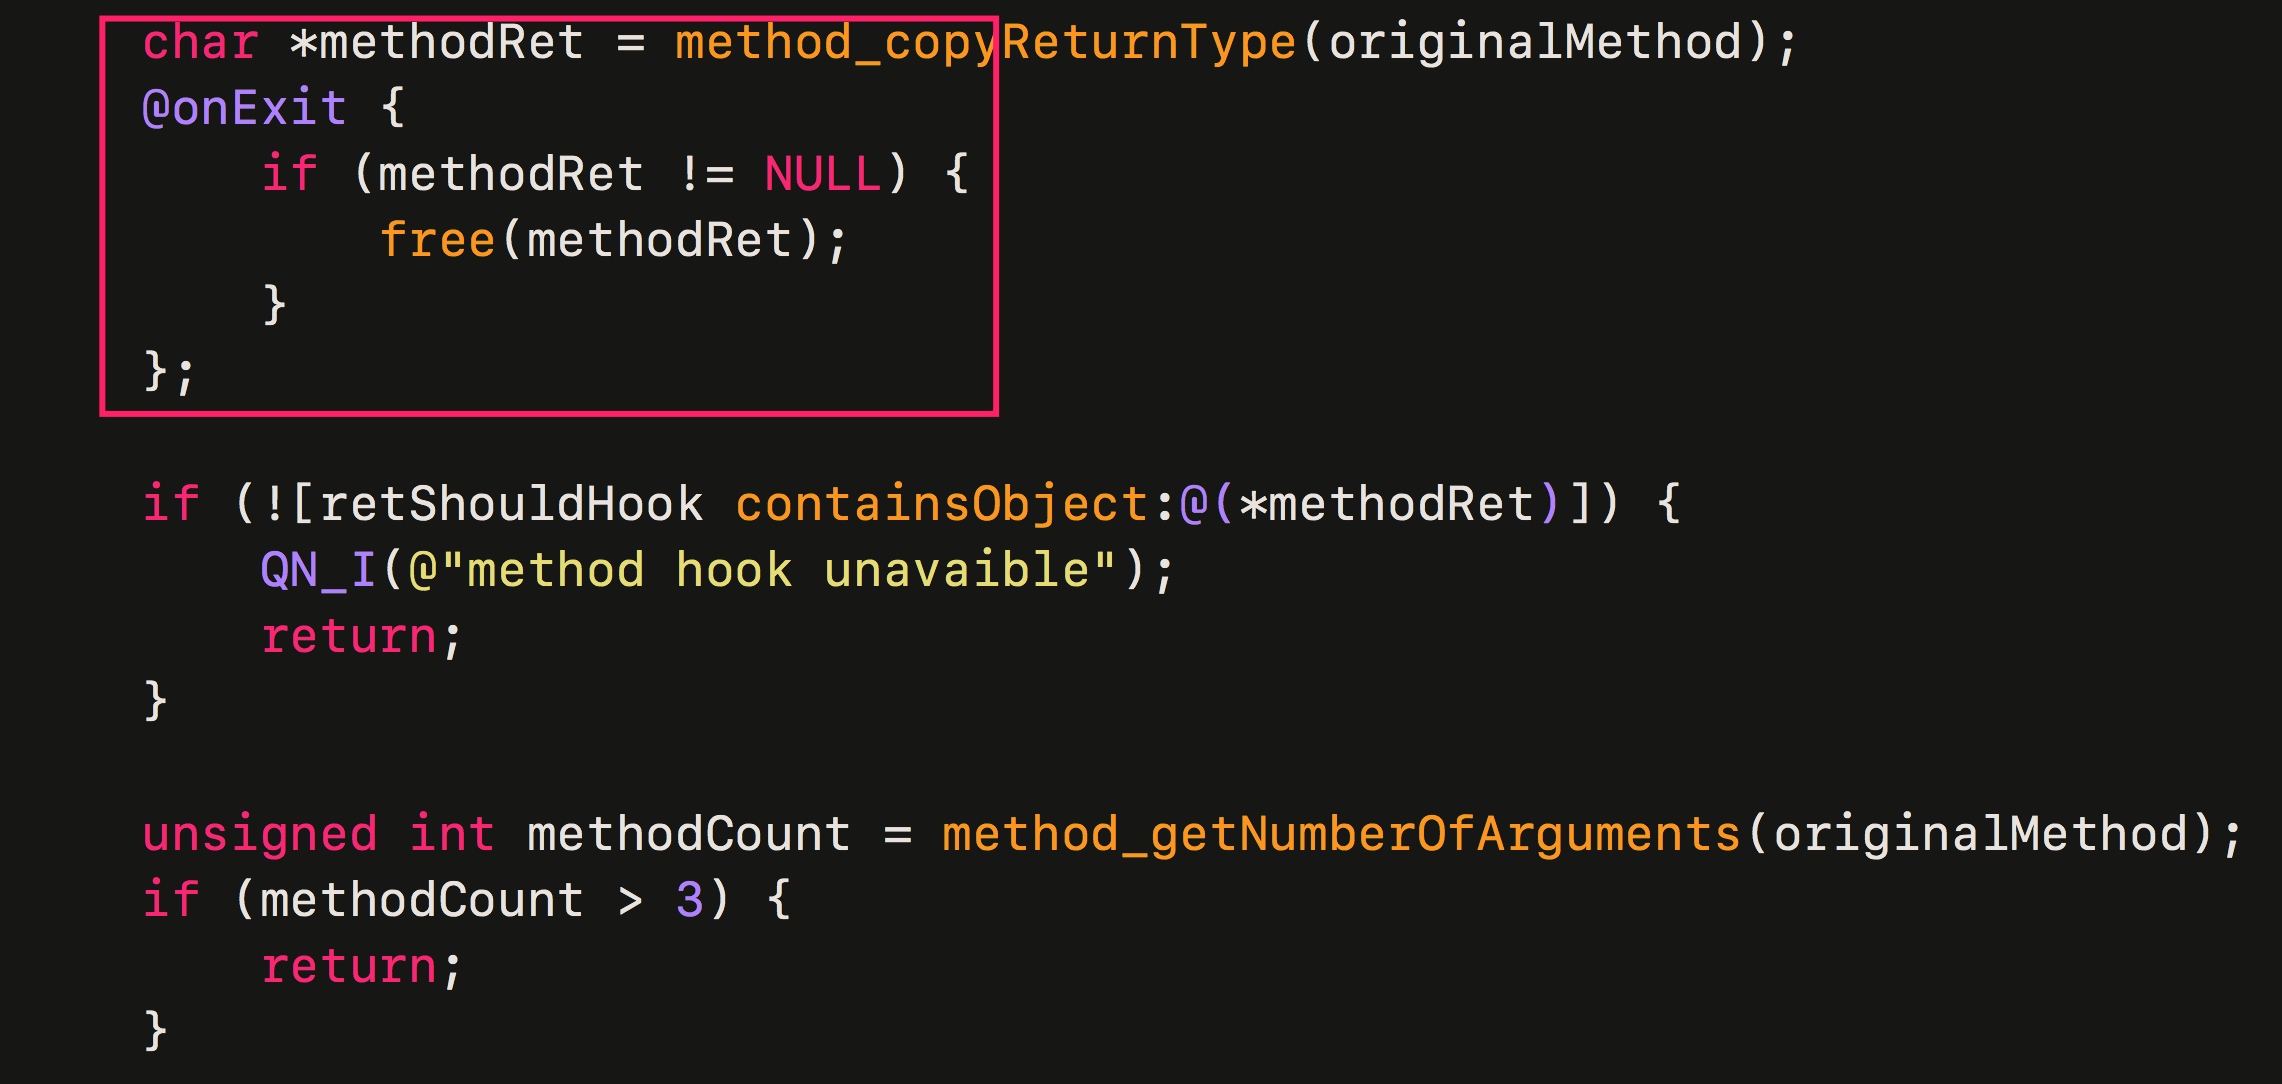 char *methodRet = method_copyReturnType(originalMethod);
@onExit {
    if (methodRet != NULL) {
        free(methodRet);
    }
};
if (![retShouldHook containsObject:@(*methodRet)]) {
    QN_I(@"method hook unavaible");
    return;
}
unsigned int methodCount = method_getNumberOfArguments(originalMethod);
if (methodCount > 3) {
    return;
}